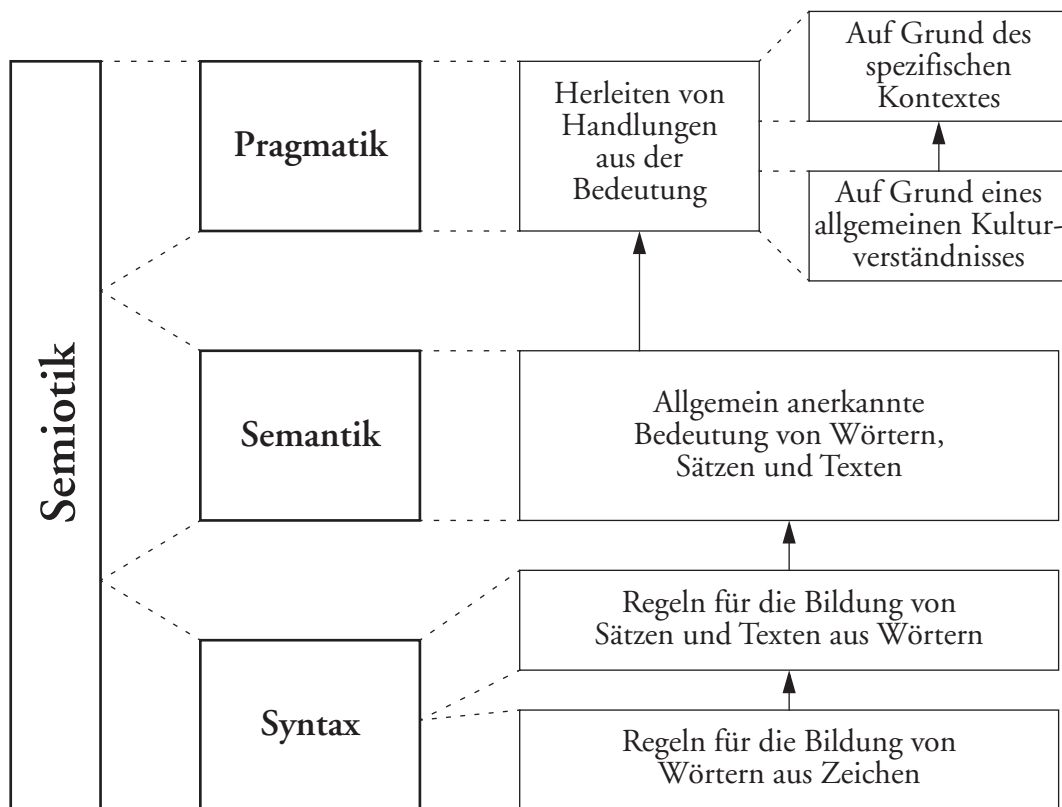 Semiotik
Pragmatik
Herleiten von
Handlungen
aus der
Bedeutung
Auf Grund des
spezifischen
Kontextes
Auf Grund eines
allgemeinen Kultur-
verständnisses
Semantik
Allgemein anerkannte
Bedeutung von Wörtern,
Sätzen und Texten
Syntax
Regeln für die Bildung von
Sätzen und Texten aus Wörtern
Regeln für die Bildung von
Wörtern aus Zeichen